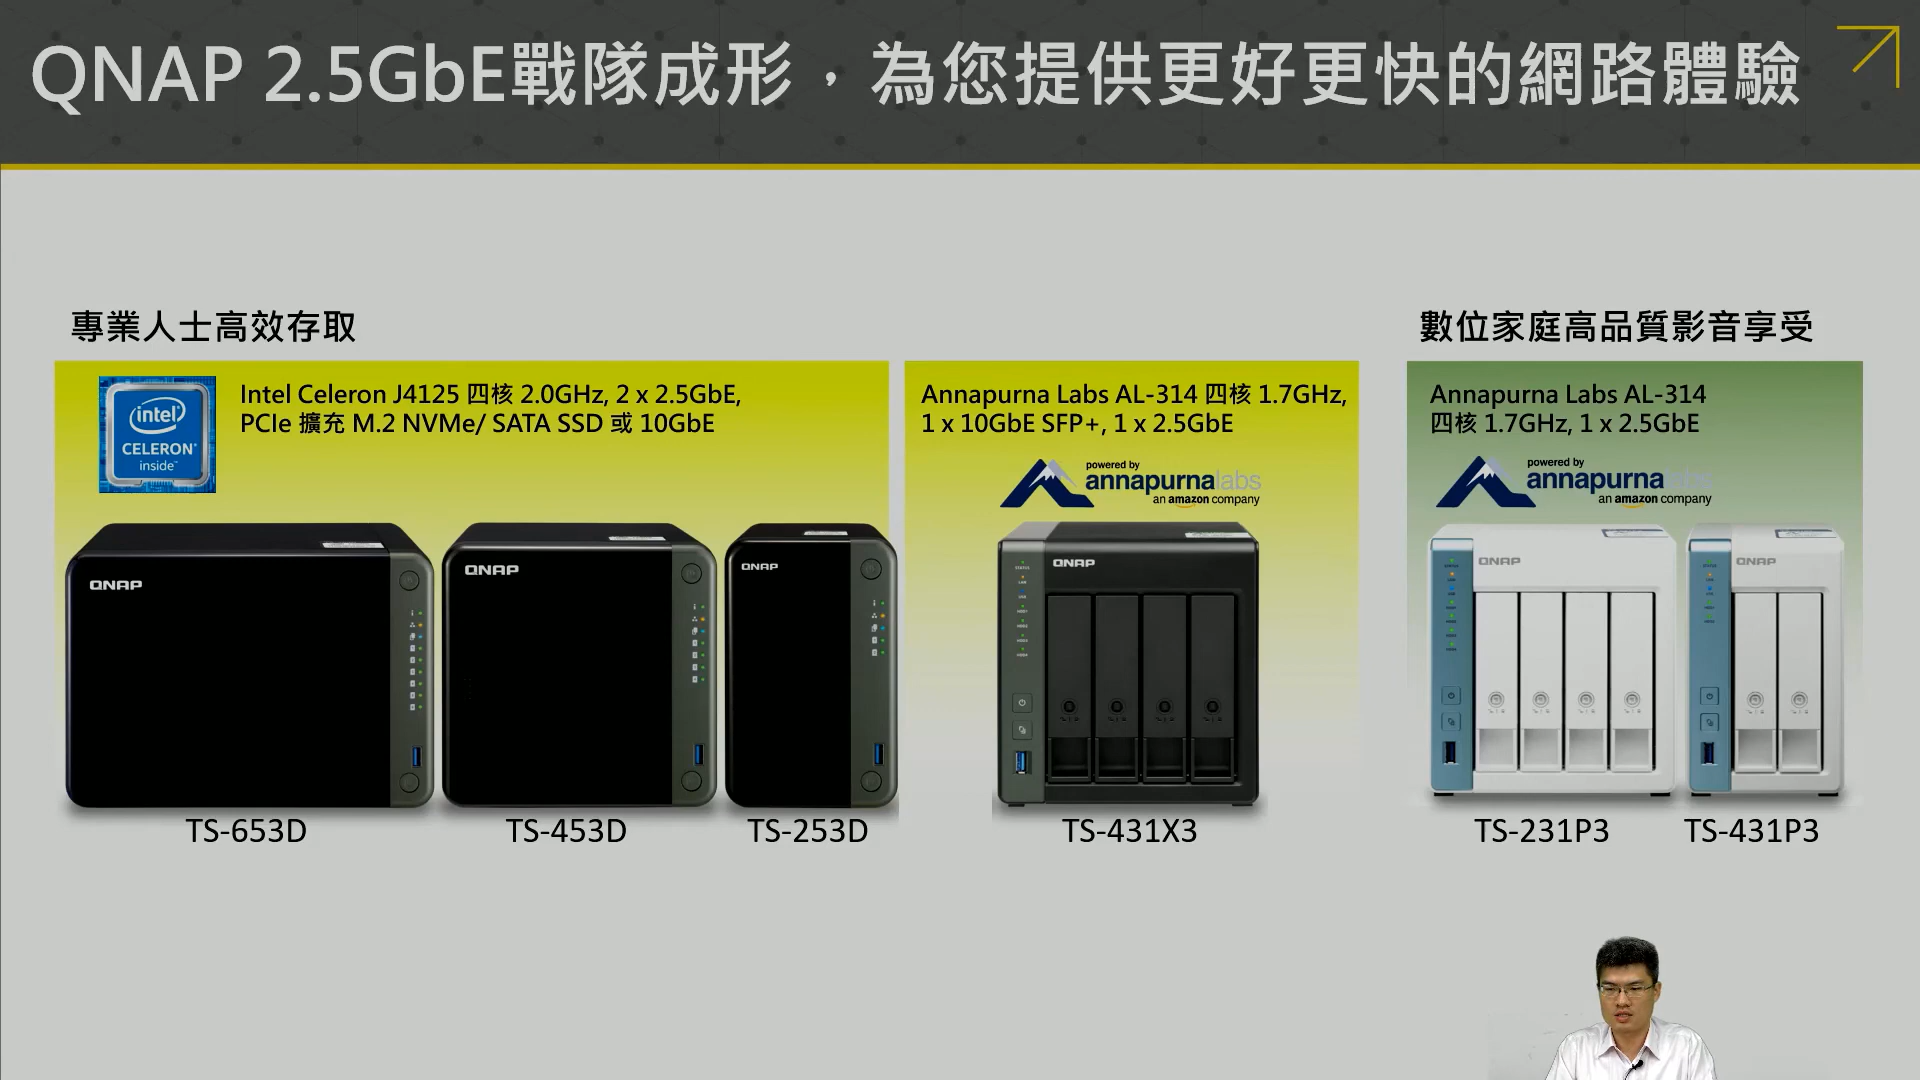 QNAP 2.5GbE戰隊成形，為您提供更好更快的網路體驗
專業人士高效存取
intel
CELERON
inside
Intel Celeron J4125 四核 2.0GHz, 2 x 2.5GbE,
PCIe 擴充 M.2 NVMe/ SATA SSD 或 10GbE
QNAP
QNAP
QNAP
TS-653D
TS-453D
TS-253D
Annapurna Labs AL-314 四核 1.7GHz,
1 x 10GbE SFP+, 1 x 2.5GbE
powered by
annapurnalabs
an amazon company
QNAP
TS-431X3
數位家庭高品質影音享受
Annapurna Labs AL-314
四核 1.7GHz, 1 x 2.5GbE
powered by
annapurnalabs
an amazon company
QNAP
QNAP
TS-231P3
TS-431P3